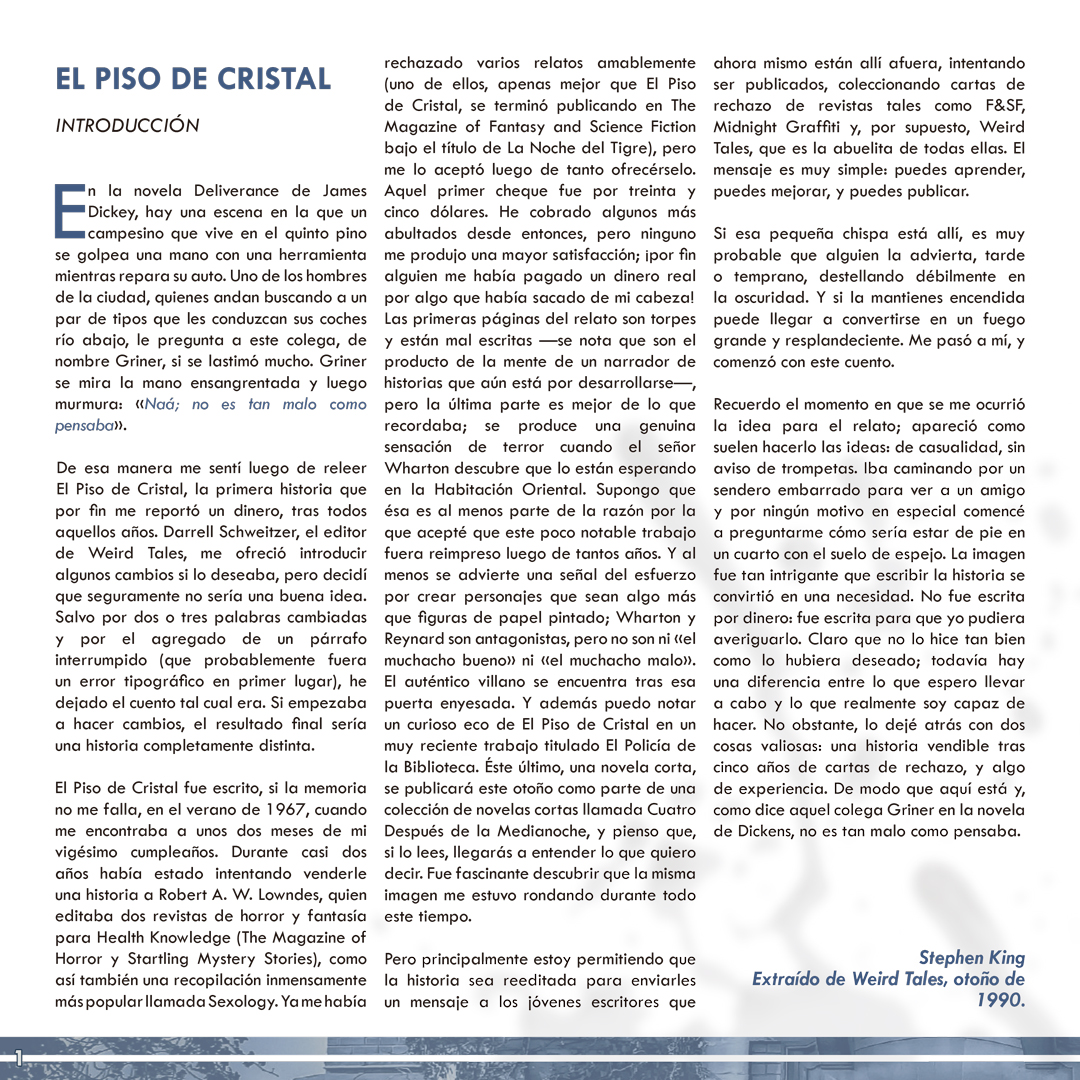 EL PISO DE CRISTAL
INTRODUCCIÓN
En la novela Deliverance de James
Dickey, hay una escena en la que un
campesino que vive en el quinto pino
se golpea una mano con una herramienta
mientras repara su auto. Uno de los hombres
de la ciudad, quienes andan buscando a un
par de tipos que les conduzcan sus coches
río abajo, le pregunta a este colega, de
nombre Griner, si se lastimó mucho. Griner
se mira la mano ensangrentada y luego
murmura: «Naá; no es tan malo como
pensaba».
De esa manera me sentí luego de releer
El Piso de Cristal, la primera historia que
por fin me reportó un dinero, tras todos
aquellos años. Darrell Schweitzer, el editor
de Weird Tales, me ofreció introducir
algunos cambios si lo deseaba, pero decidí
que seguramente no sería una buena idea.
Salvo por dos o tres palabras cambiadas
y por el agregado de un párrafo
interrumpido (que probablemente fuera
un error tipográfico en primer lugar), he
dejado el cuento tal cual era. Si empezaba
a hacer cambios, el resultado final sería
una historia completamente distinta.
El Piso de Cristal fue escrito, si la memoria
no me falla, en el verano de 1967, cuando
me encontraba a unos dos meses de mi
vigésimo cumpleaños. Durante casi dos
años había estado intentando venderle
una historia a Robert A. W. Lowndes, quien
editaba dos revistas de horror y fantasía
para Health Knowledge (The Magazine of
Horror y Startling Mystery Stories), como
así también una recopilación inmensamente
más popular llamada Sexology. Ya me había
rechazado varios relatos amablemente
(uno de ellos, apenas mejor que El Piso
de Cristal, se terminó publicando en The
Magazine of Fantasy and Science Fiction
bajo el título de La Noche del Tigre), pero
me lo aceptó luego de tanto ofrecérselo.
Aquel primer cheque fue por treinta y
cinco dólares. He cobrado algunos más
abultados desde entonces, pero ninguno
me produjo una mayor satisfacción; ¡por fin
alguien me había pagado un dinero real
por algo que había sacado de mi cabeza!
Las primeras páginas del relato son torpes
y están mal escritas —se nota que son el
producto de la mente de un narrador de
historias que aún está por desarrollarse—,
pero la última parte es mejor de lo que
recordaba; se produce una genuina
sensación de terror cuando el señor
Wharton descubre que lo están esperando
en la Habitación Oriental. Supongo que
ésa es al menos parte de la razón por la
que acepté que este poco notable trabajo
fuera reimpreso luego de tantos años. Y al
menos se advierte una señal del esfuerzo
por crear personajes que sean algo más
que figuras de papel pintado; Wharton y
Reynard son antagonistas, pero no son ni «el
muchacho bueno» ni «el muchacho malo».
El auténtico villano se encuentra tras esa
puerta enyesada. Y además puedo notar
un curioso eco de El Piso de Cristal en un
muy reciente trabajo titulado El Policía de
la Biblioteca. Éste último, una novela corta,
se publicará este otoño como parte de una
colección de novelas cortas llamada Cuatro
Después de la Medianoche, y pienso que,
si lo lees, llegarás a entender lo que quiero
decir. Fue fascinante descubrir que la misma
imagen me estuvo rondando durante todo
este tiempo.
Pero principalmente estoy permitiendo que
la historia sea reeditada para enviarles
un mensaje a los jóvenes escritores que
ahora mismo están allí afuera, intentando
ser publicados, coleccionando cartas de
rechazo de revistas tales como F&SF,
Midnight Graffiti y, por supuesto, Weird
Tales, que es la abuelita de todas ellas. El
mensaje es muy simple: puedes aprender,
puedes mejorar, y puedes publicar.
Si esa pequeña chispa está allí, es muy
probable que alguien la advierta, tarde
o temprano, destellando débilmente en
la oscuridad. Y si la mantienes encendida
puede llegar a convertirse en un fuego
grande y resplandeciente. Me pasó a mí, y
comenzó con este cuento.
Recuerdo el momento en que se me ocurrió
la idea para el relato; apareció como
suelen hacerlo las ideas: de casualidad, sin
aviso de trompetas. Iba caminando por un
sendero embarrado para ver a un amigo
y por ningún motivo en especial comencé
a preguntarme cómo sería estar de pie en
un cuarto con el suelo de espejo. La imagen
fue tan intrigante que escribir la historia se
convirtió en una necesidad. No fue escrita
por dinero: fue escrita para que yo pudiera
averiguarlo. Claro que no lo hice tan bien
como lo hubiera deseado; todavía hay
una diferencia entre lo que espero llevar
a cabo y lo que realmente soy capaz de
hacer. No obstante, lo dejé atrás con dos
cosas valiosas: una historia vendible tras
cinco años de cartas de rechazo, y algo
de experiencia. De modo que aquí está y,
como dice aquel colega Griner en la novela
de Dickens, no es tan malo como pensaba.
Stephen King
Extraído de Weird Tales, otoño de
1990.
1